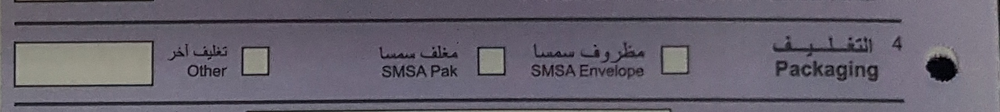 4 التغليف
Packaging
مظروف سمسا
SMSA Envelope
مغلف سمسا
SMSA Pak
تغليف آخر
Other